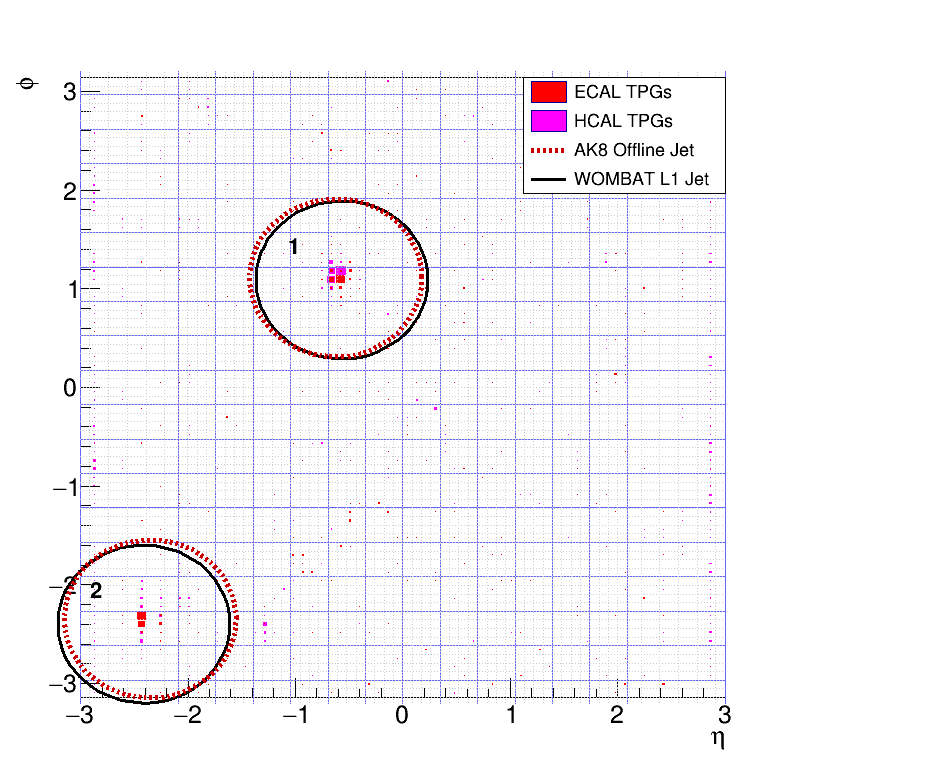 ϕ
3
2
1
0
−1
−2
−3
ECAL TPGs
HCAL TPGs
AK8 Offline Jet
WOMBAT L1 Jet
1
2
−3 −2 −1 0 1 2 3
η